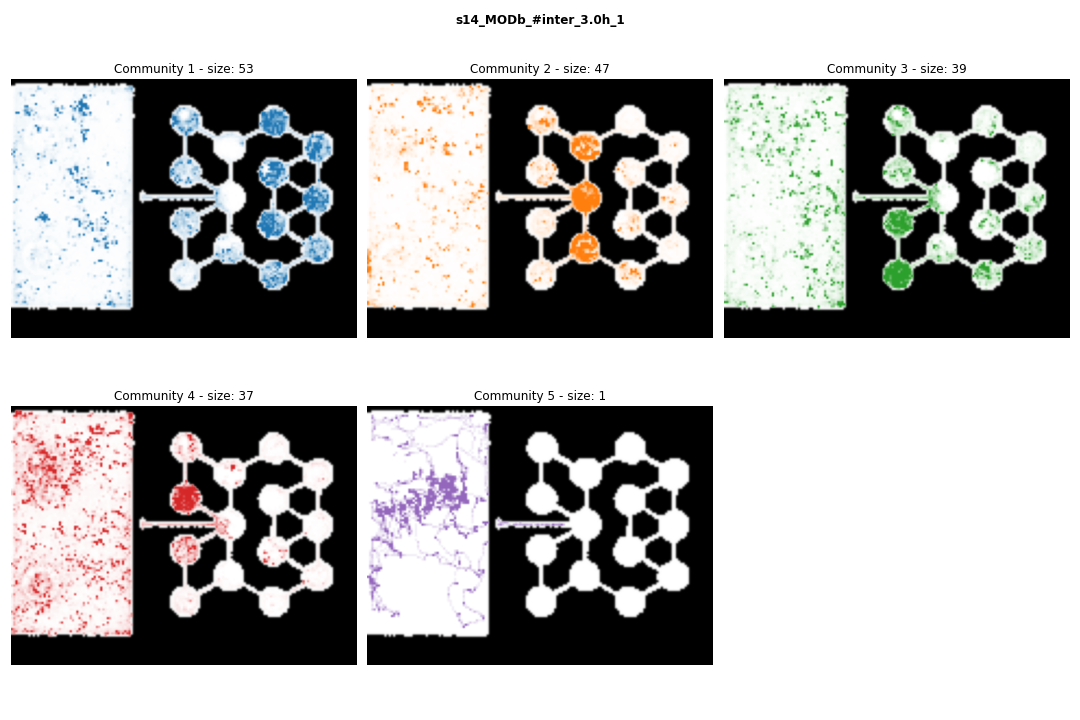 s14_MODb_#inter_3.0h_1
Community 1 - size: 53
Community 2 - size: 47
Community 3 - size: 39
Community 4 - size: 37
Community 5 - size: 1